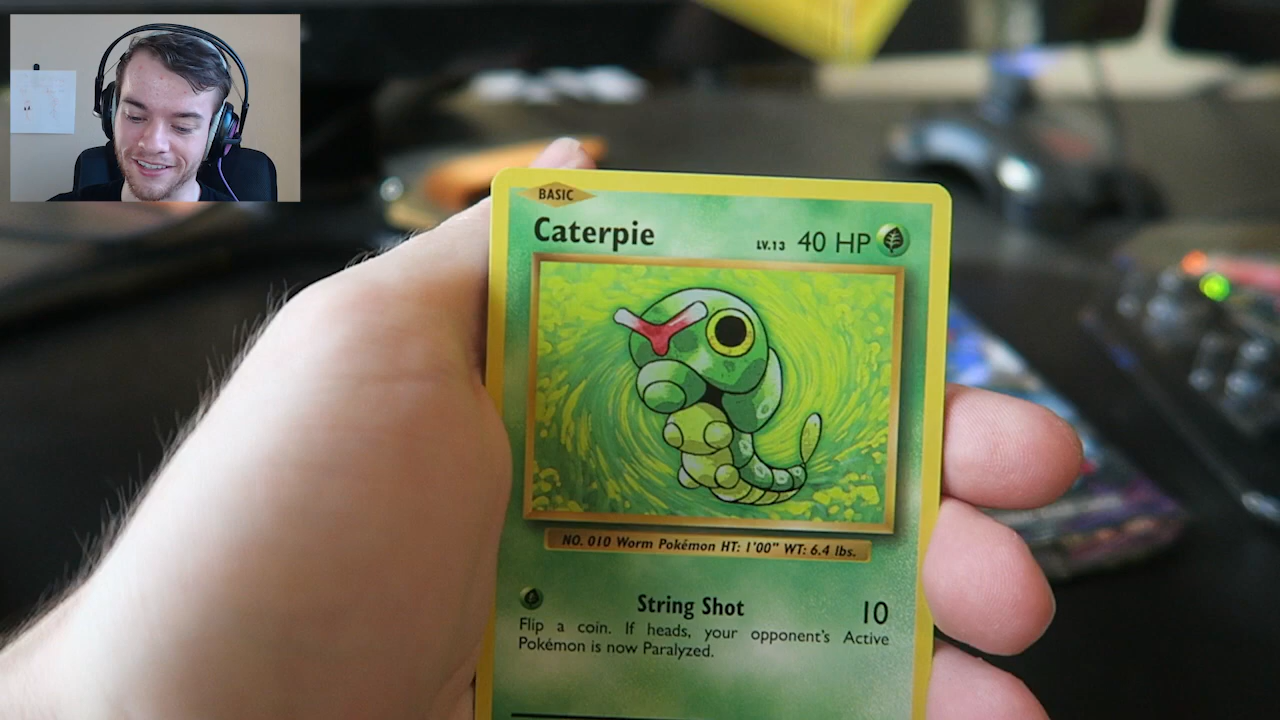 BASIC
Caterpie LV.13 40 HP
NO. 010 Worm Pokémon HT: 1'00" WT: 6.4 lbs.
String Shot 10
Flip a coin. If heads, your opponent's Active
Pokémon is now Paralyzed.